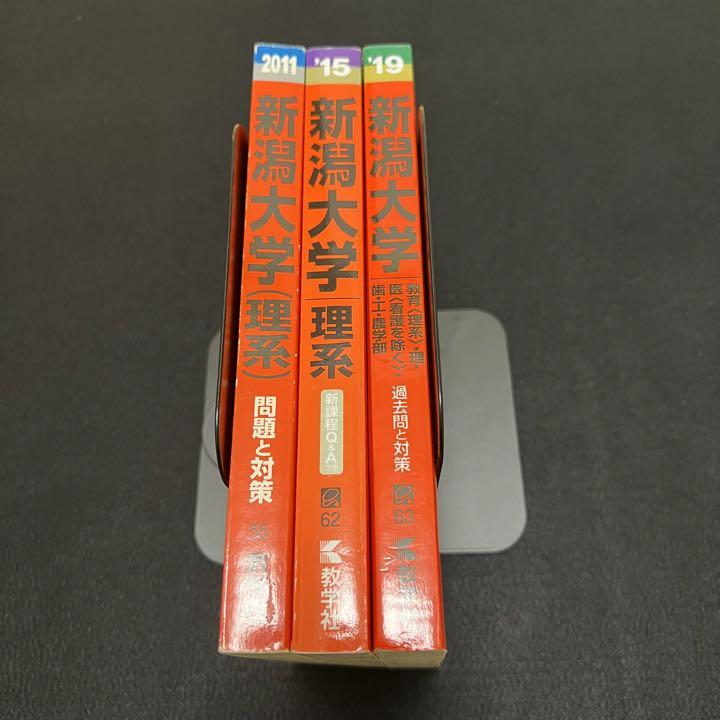 2011
新潟大学(理系)
問題と対策
'15
新潟大学
理系
新課程Q&Aつき
62
教学社
'19
新潟大学
教育〈理系〉・理・
医〈看護を除く〉・
歯・工・農学部
過去問と対策
63